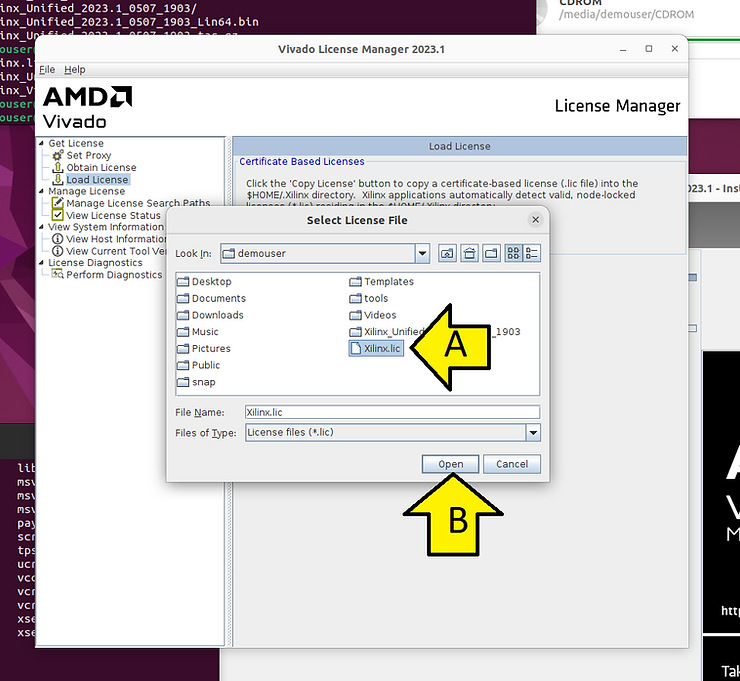 inx_Unified_2023.1_0507_1903/
inx_Unified_2023.1_0507_1903_Lin64.bin
CDROM
/media/demouser/CDROM
Vivado License Manager 2023.1
File Help
AMD
Vivado
License Manager
Get License
Set Proxy
Obtain License
Load License
Manage License
Manage License Search Paths
View License Status
View System Information
View Host Information
View Current Tool Ver
License Diagnostics
Perform Diagnostics
Load License
Certificate Based Licenses
Click the 'Copy License' button to copy a certificate-based license (.lic file) into the
$HOME/.Xilinx directory. Xilinx applications automatically detect valid, node-locked
Select License File
Look In:
demouser
Desktop
Documents
Downloads
Music
Pictures
Public
snap
Templates
tools
Videos
Xilinx_Unified
_1903
Xilinx.lic
A
File Name:
Xilinx.lic
Files of Type:
License files (*.lic)
Open
Cancel
B
023.1 - Inst
lib
msv
msv
msv
pay
scr
tps
ucr
vcc
vcr
vcr
xse
xse
htt
Tak